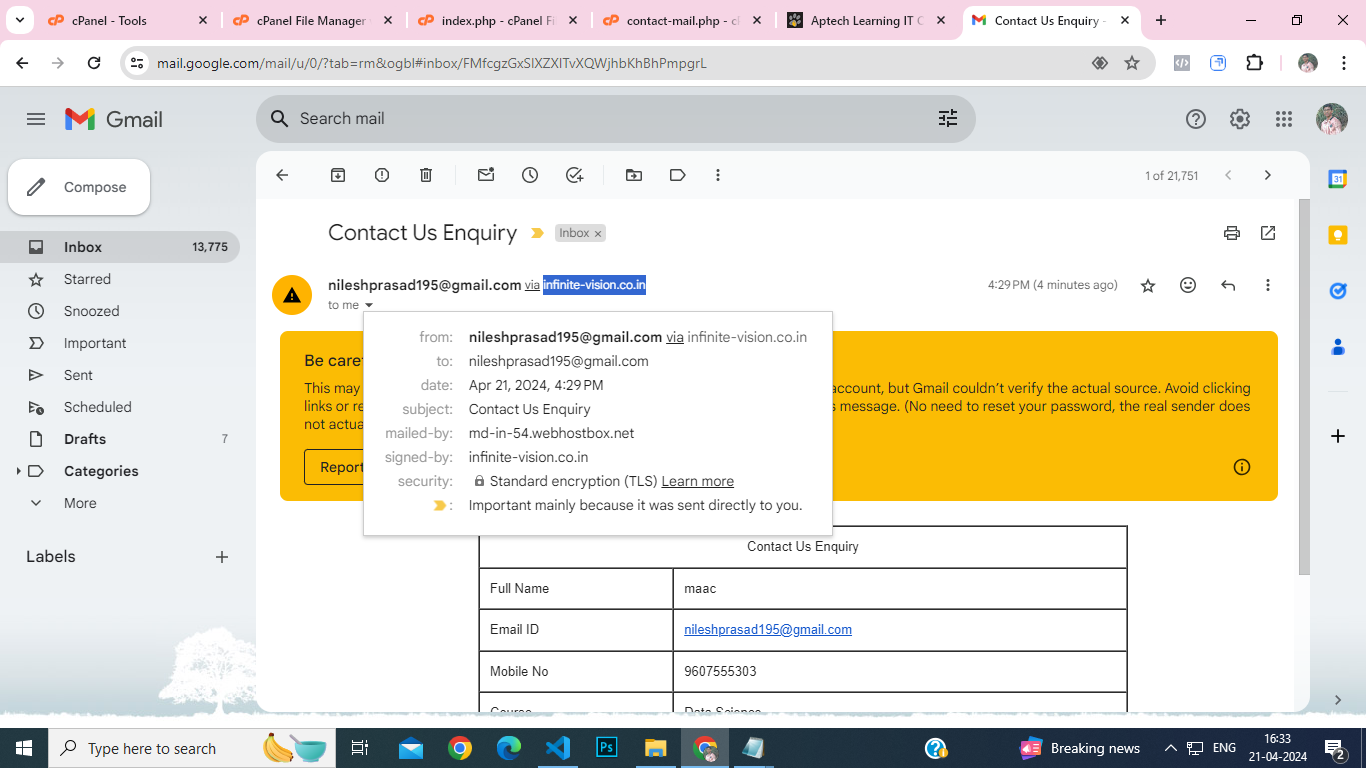 cPanel - Tools
cPanel File Manager
index.php - cPanel Fi
contact-mail.php - c
Aptech Learning IT C
Contact Us Enquiry -
mail.google.com/mail/u/0/?tab=rm&ogbl#inbox/FMfcgzGxSlXZXlTvXQWjhbKhBhPmpgrL
Gmail
Search mail
Compose
1 of 21,751
Inbox 13,775
Starred
Snoozed
Important
Sent
Scheduled
Drafts 7
Categories
More
Labels
Contact Us Enquiry
Inbox ×
nileshprasad195@gmail.com via infinite-vision.co.in
4:29 PM (4 minutes ago)
to me
from: nileshprasad195@gmail.com via infinite-vision.co.in
to: nileshprasad195@gmail.com
date: Apr 21, 2024, 4:29 PM
subject: Contact Us Enquiry
mailed-by: md-in-54.webhostbox.net
signed-by: infinite-vision.co.in
security: Standard encryption (TLS) Learn more
: Important mainly because it was sent directly to you.
Be care
This may account, but Gmail couldn't verify the actual source. Avoid clicking
links or re message. (No need to reset your password, the real sender does
not actua
Report
Contact Us Enquiry
Full Name maac
Email ID nileshprasad195@gmail.com
Mobile No 9607555303
Course Data Science
31
Type here to search
Ps
Breaking news
ENG
16:33
21-04-2024
2